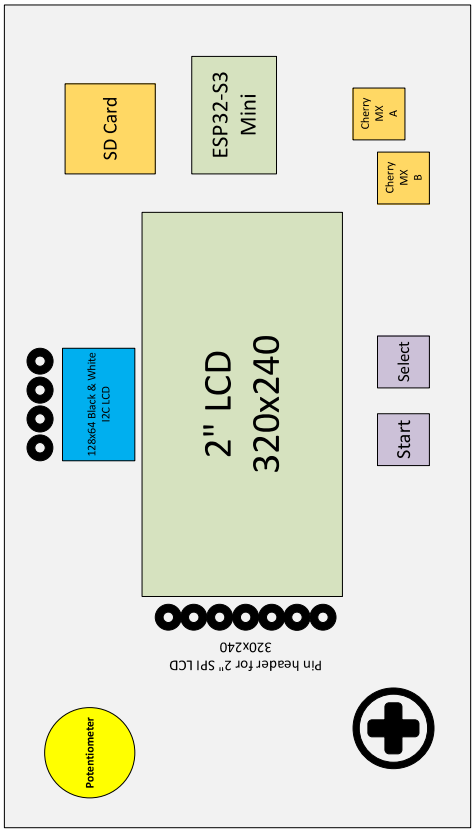 SD Card
ESP32-S3
Mini
Cherry
MX
A
Cherry
MX
B
128x64 Black & White
I2C LCD
2" LCD
320x240
Select
Start
Pin header for 2" SPI LCD
320x240
Potentiometer